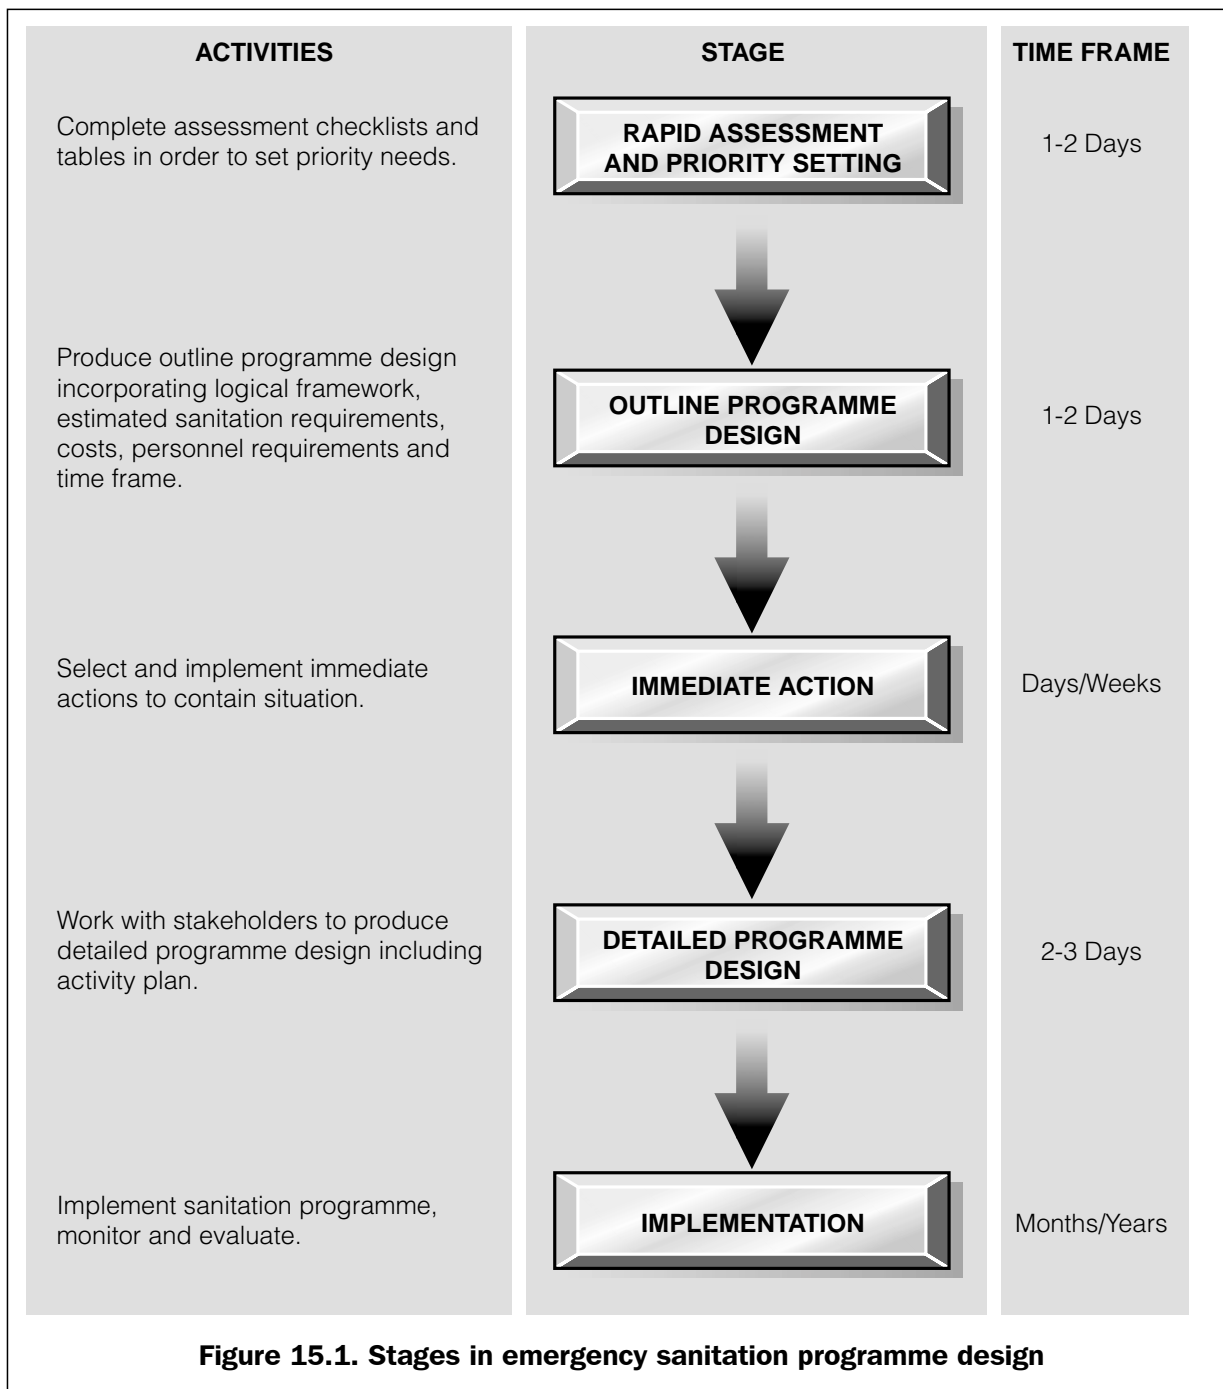 ACTIVITIES
STAGE
TIME FRAME
Complete assessment checklists and
tables in order to set priority needs.
RAPID ASSESSMENT
AND PRIORITY SETTING
1-2 Days
Produce outline programme design
incorporating logical framework,
estimated sanitation requirements,
costs, personnel requirements and
time frame.
OUTLINE PROGRAMME
DESIGN
1-2 Days
Select and implement immediate
actions to contain situation.
IMMEDIATE ACTION
Days/Weeks
Work with stakeholders to produce
detailed programme design including
activity plan.
DETAILED PROGRAMME
DESIGN
2-3 Days
Implement sanitation programme,
monitor and evaluate.
IMPLEMENTATION
Months/Years
Figure 15.1. Stages in emergency sanitation programme design